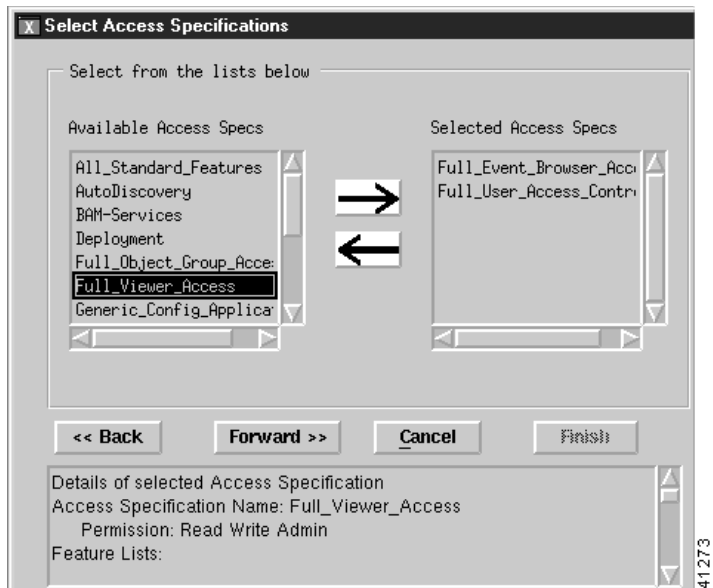 X Select Access Specifications
Select from the lists below
Available Access Specs
All_Standard_Features
AutoDiscovery
BAM-Services
Deployment
Full_Object_Group_Acce
Full_Viewer_Access
Generic_Config_Applica
Selected Access Specs
Full_Event_Browser_Acc
Full_User_Access_Contr
<< Back
Forward >>
Cancel
Finish
Details of selected Access Specification
Access Specification Name: Full_Viewer_Access
Permission: Read Write Admin
Feature Lists:
41273